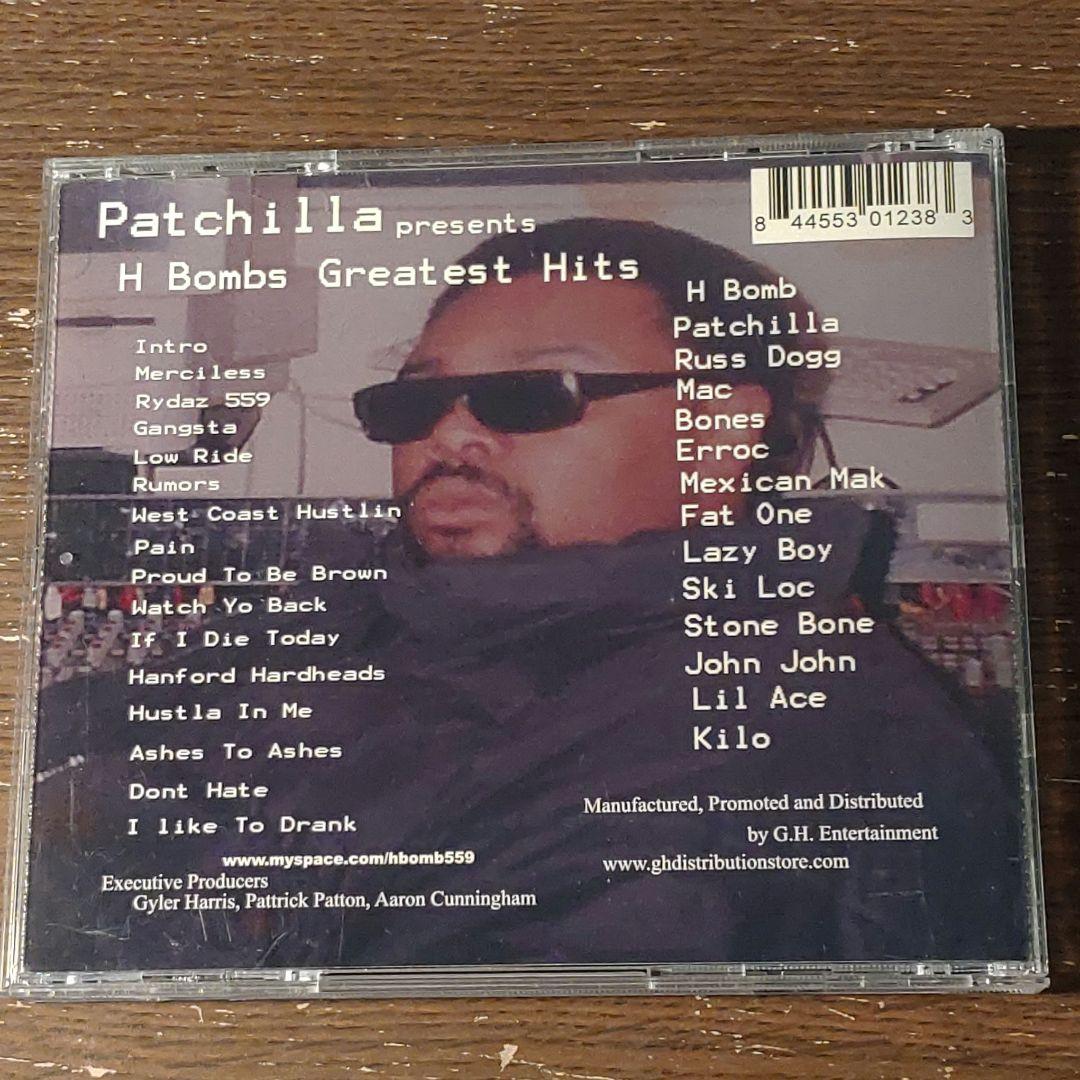 Patchilla presents
H Bombs Greatest Hits
8 44553 01238 3
Intro
Merciless
Rydaz 559
Gangsta
Low Ride
Rumors
West Coast Hustlin
Pain
Proud To Be Brown
Watch Yo Back
If I Die Today
Hanford Hardheads
Hustla In Me
Ashes To Ashes
Dont Hate
I like To Drank
H Bomb
Patchilla
Russ Dogg
Mac
Bones
Erroc
Mexican Mak
Fat One
Lazy Boy
Ski Loc
Stone Bone
John John
Lil Ace
Kilo
www.myspace.com/hbomb559
Executive Producers
Gyler Harris, Pattrick Patton, Aaron Cunningham
Manufactured, Promoted and Distributed
by G.H. Entertainment
www.ghdistributionstore.com